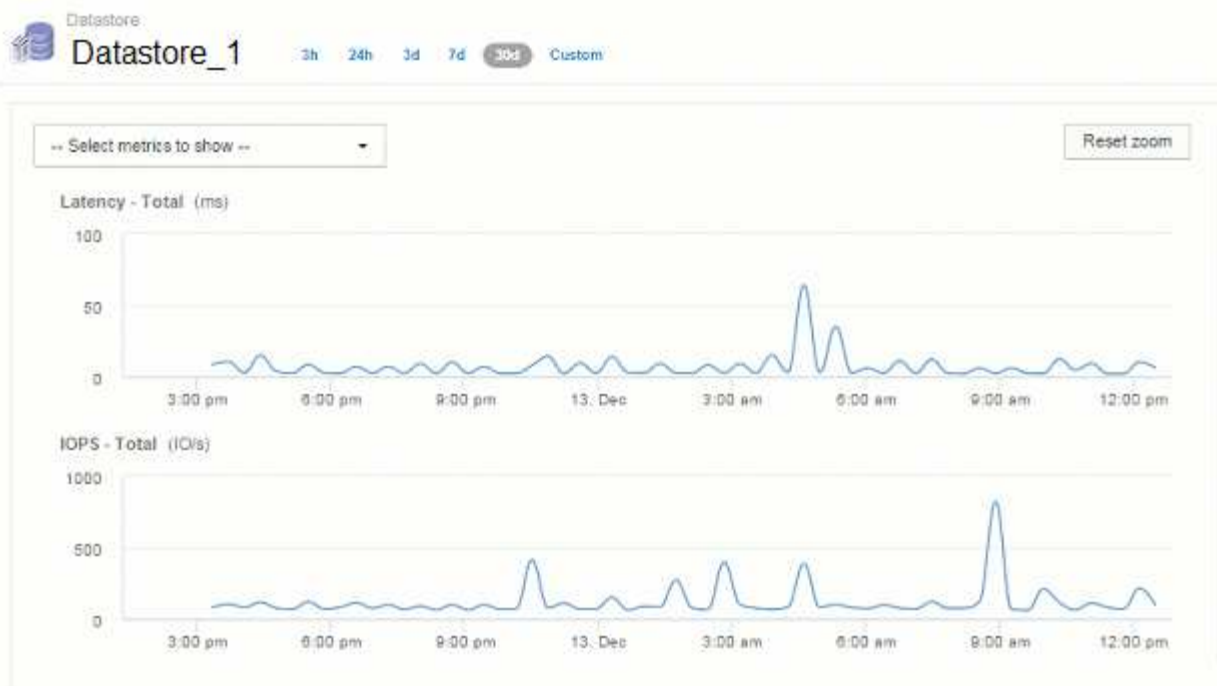 Datastore
Datastore_1 3h 24h 3d 7d 30d Custom
-- Select metrics to show -- Reset zoom
Latency - Total (ms)
100
50
0
3:00 pm 6:00 pm 9:00 pm 13. Dec 3:00 am 6:00 am 9:00 am 12:00 pm
IOPS - Total (IO/s)
1000
500
0
3:00 pm 6:00 pm 9:00 pm 13. Dec 3:00 am 6:00 am 9:00 am 12:00 pm